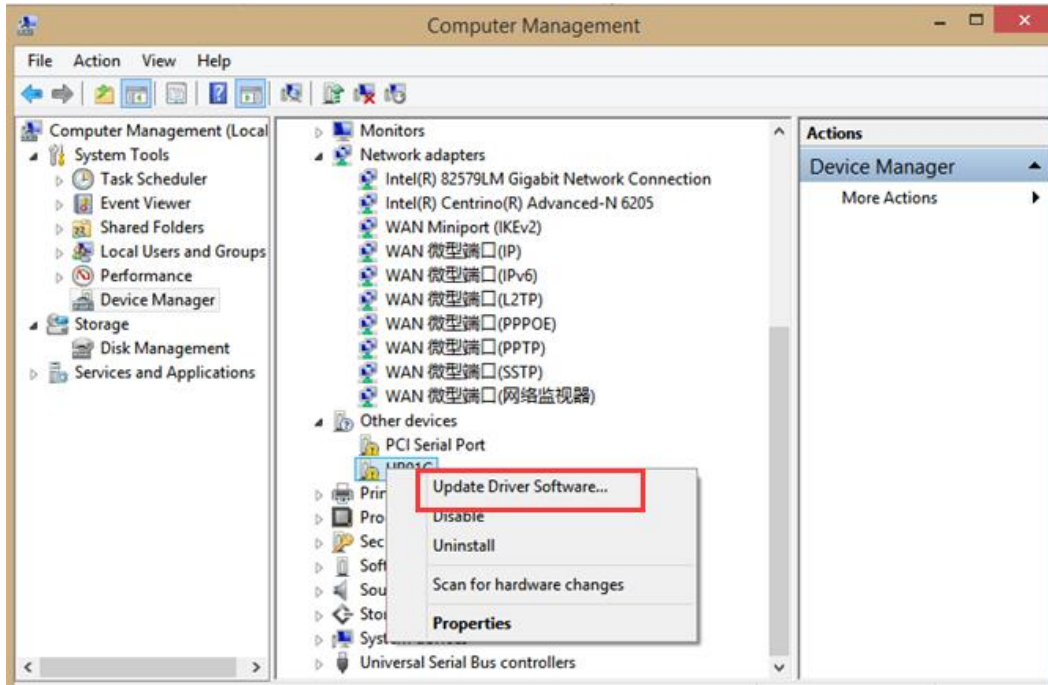 Computer Management
File Action View Help
Computer Management (Local
System Tools
Task Scheduler
Event Viewer
Shared Folders
Local Users and Groups
Performance
Device Manager
Storage
Disk Management
Services and Applications
Monitors
Network adapters
Intel(R) 82579LM Gigabit Network Connection
Intel(R) Centrino(R) Advanced-N 6205
WAN Miniport (IKEv2)
WAN 微型端口(IP)
WAN 微型端口(IPv6)
WAN 微型端口(L2TP)
WAN 微型端口(PPPOE)
WAN 微型端口(PPTP)
WAN 微型端口(SSTP)
WAN 微型端口(网络监视器)
Other devices
PCI Serial Port
Prin
Pro
Sec
Soft
Sou
Stor
Universal Serial Bus controllers
Update Driver Software...
Disable
Uninstall
Scan for hardware changes
Properties
Actions
Device Manager
More Actions